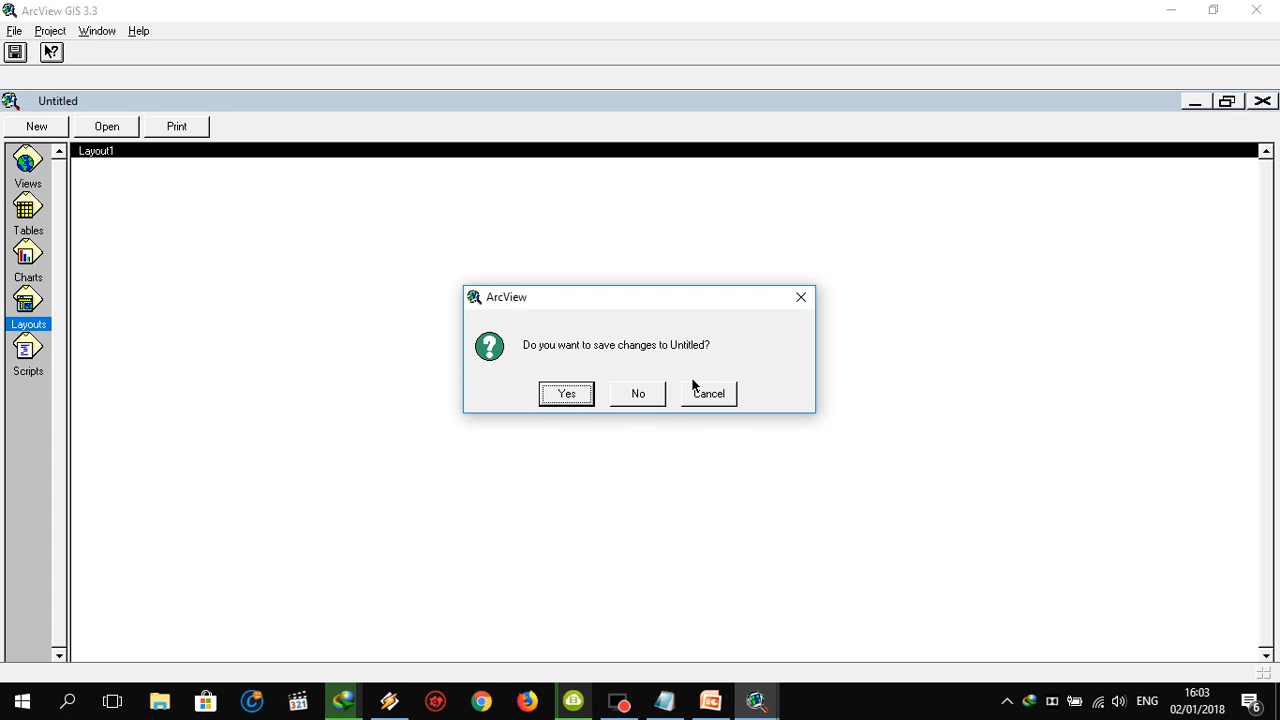 ArcView GIS 3.3
File Project Window Help
Untitled
New Open Print
Layout1
Views
Tables
Charts
Layouts
Scripts
ArcView
Do you want to save changes to Untitled?
Yes No Cancel
321
ENG
16:03
02/01/2018
6